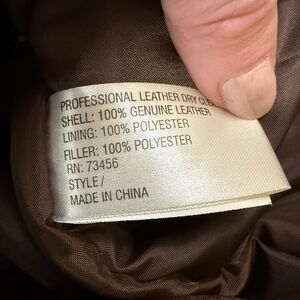 PROFESSIONAL LEATHER DRY CLE
SHELL: 100% GENUINE LEATHER
LINING: 100% POLYESTER
FILLER: 100% POLYESTER
RN: 73456
STYLE/
MADE IN CHINA